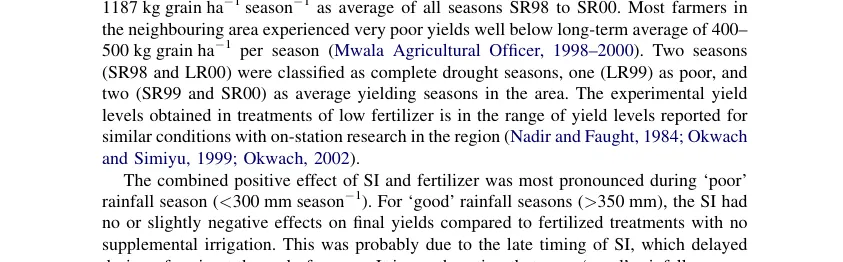 1187 kg grain ha⁻¹ season⁻¹ as average of all seasons SR98 to SR00. Most farmers in
the neighbouring area experienced very poor yields well below long-term average of 400–
500 kg grain ha⁻¹ per season (Mwala Agricultural Officer, 1998–2000). Two seasons
(SR98 and LR00) were classified as complete drought seasons, one (LR99) as poor, and
two (SR99 and SR00) as average yielding seasons in the area. The experimental yield
levels obtained in treatments of low fertilizer is in the range of yield levels reported for
similar conditions with on-station research in the region (Nadir and Faught, 1984; Okwach
and Simiyu, 1999; Okwach, 2002).
The combined positive effect of SI and fertilizer was most pronounced during ‘poor’
rainfall season (<300 mm season⁻¹). For ‘good’ rainfall seasons (>350 mm), the SI had
no or slightly negative effects on final yields compared to fertilized treatments with no
supplemental irrigation. This was probably due to the late timing of SI, which delayed